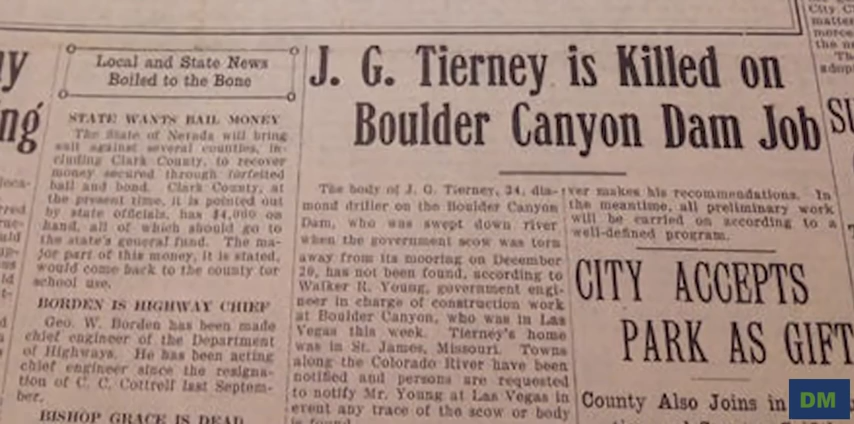 Local and State News
Boiled to the Bone
STATE WANTS BAIL MONEY
The State of Nevada will bring
suit against several counties, in-
cluding Clark County, to recover
money secured through forfeited
bail and bond. Clark County, at
the present time, it is pointed out
by state officials, has $4,000 on
hand, all of which should go to
the state's general fund. The ma-
jor part of this money, it is stated,
would come back to the county for
school use.
BORDEN IS HIGHWAY CHIEF
Geo. W. Borden has been made
chief engineer of the Department
of Highways. He has been acting
chief engineer since the resigna-
tion of C. C. Cottrell last Septem-
ber.
BISHOP GRACE IS DEAD
J. G. Tierney is Killed on
Boulder Canyon Dam Job
The body of J. G. Tierney, 24, dia-
mond driller on the Boulder Canyon
Dam, who was swept down river
when the government scow was torn
away from its mooring on December
20, has not been found, according to
Walker R. Young, government engi-
neer in charge of construction work
at Boulder Canyon, who was in Las
Vegas this week. Tierney's home
was in St. James, Missouri. Towns
along the Colorado River have been
notified and persons are requested
to notify Mr. Young at Las Vegas in
event any trace of the scow or body
is found.
ver makes his recommendations. In
the meantime, all preliminary work
will be carried on according to a
well-defined program.
CITY ACCEPTS
PARK AS GIFT
County Also Joins in
DM